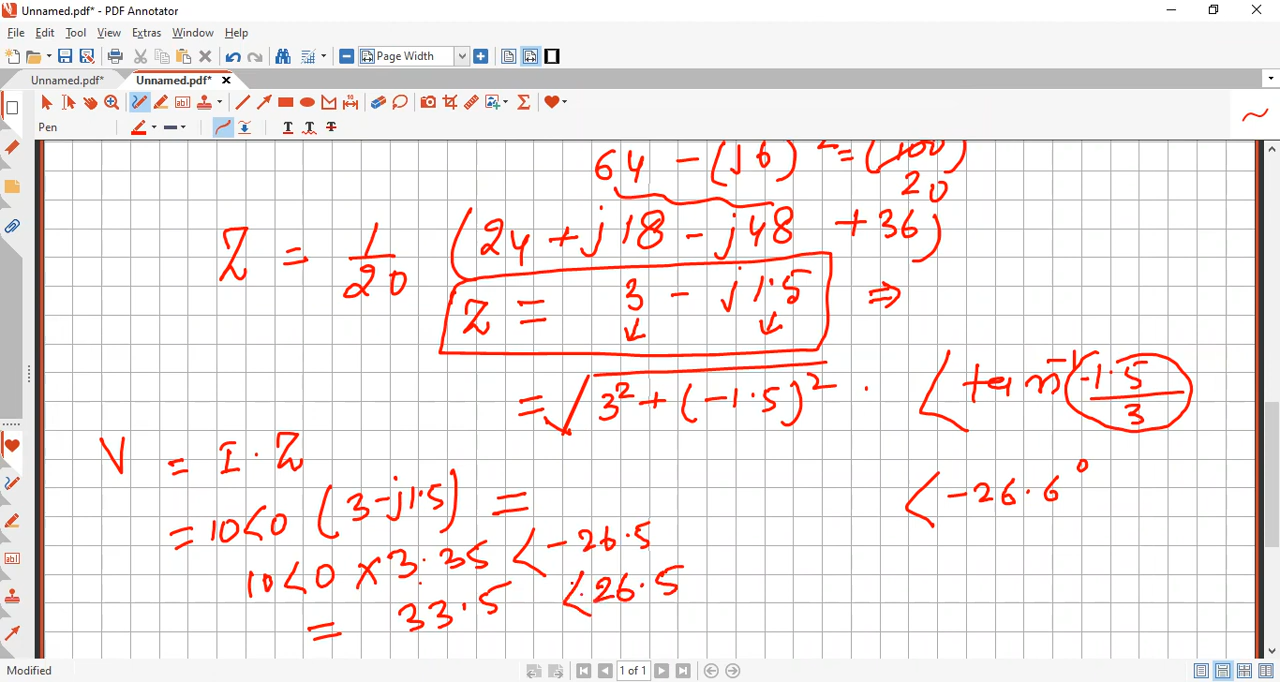 Unnamed.pdf* - PDF Annotator
File Edit Tool View Extras Window Help
Page Width
Unnamed.pdf* Unnamed.pdf*
Pen
64 - (j6)² = (100)
20
Z = 1/20 (24 + j18 - j48 + 36)
Z = 3 - j1.5 ⇒
= √3² + (-1.5)² . < tan⁻¹ (-1.5/3)
V = I . Z
< -26.6°
= 10<0 (3-j1.5) =
10<0 × 3.35 < -26.5
= 33.5 <-26.5
Modified 1 of 1